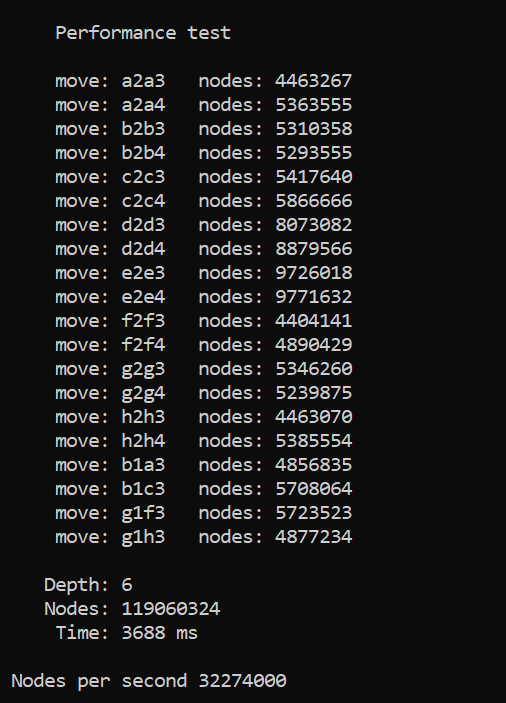 Performance test
move: a2a3 nodes: 4463267
move: a2a4 nodes: 5363555
move: b2b3 nodes: 5310358
move: b2b4 nodes: 5293555
move: c2c3 nodes: 5417640
move: c2c4 nodes: 5866666
move: d2d3 nodes: 8073082
move: d2d4 nodes: 8879566
move: e2e3 nodes: 9726018
move: e2e4 nodes: 9771632
move: f2f3 nodes: 4404141
move: f2f4 nodes: 4890429
move: g2g3 nodes: 5346260
move: g2g4 nodes: 5239875
move: h2h3 nodes: 4463070
move: h2h4 nodes: 5385554
move: b1a3 nodes: 4856835
move: b1c3 nodes: 5708064
move: g1f3 nodes: 5723523
move: g1h3 nodes: 4877234
Depth: 6
Nodes: 119060324
Time: 3688 ms
Nodes per second 32274000